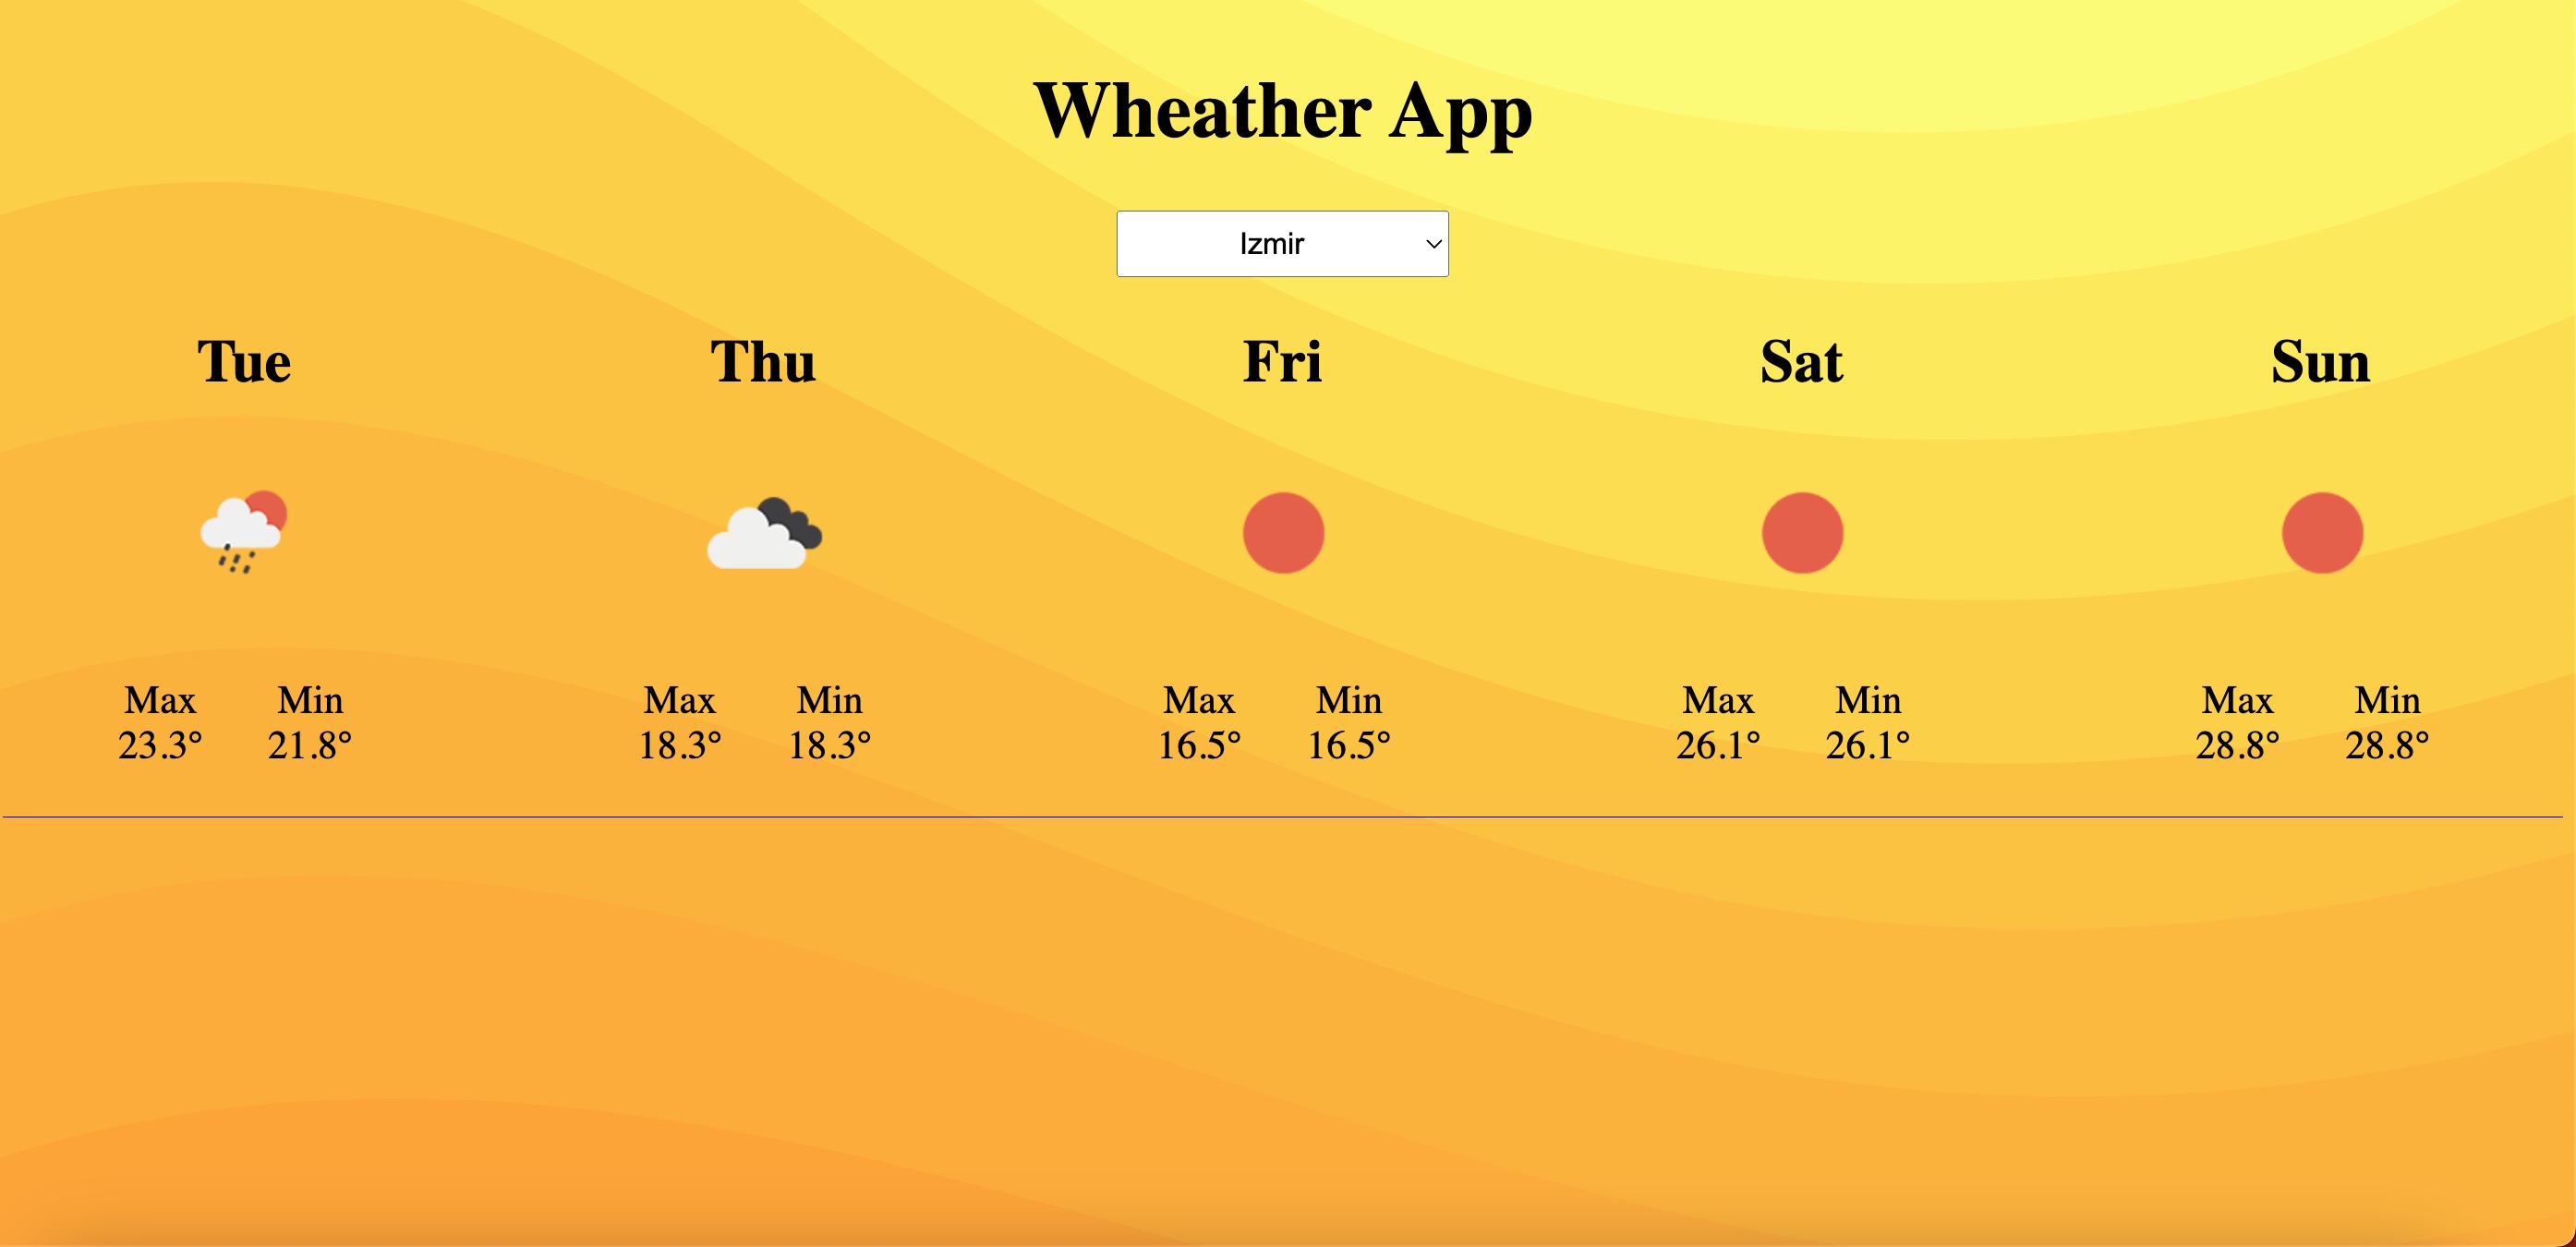 Wheather App
Izmir
Tue Thu Fri Sat Sun
Max Min Max Min Max Min Max Min Max Min
23.3° 21.8° 18.3° 18.3° 16.5° 16.5° 26.1° 26.1° 28.8° 28.8°